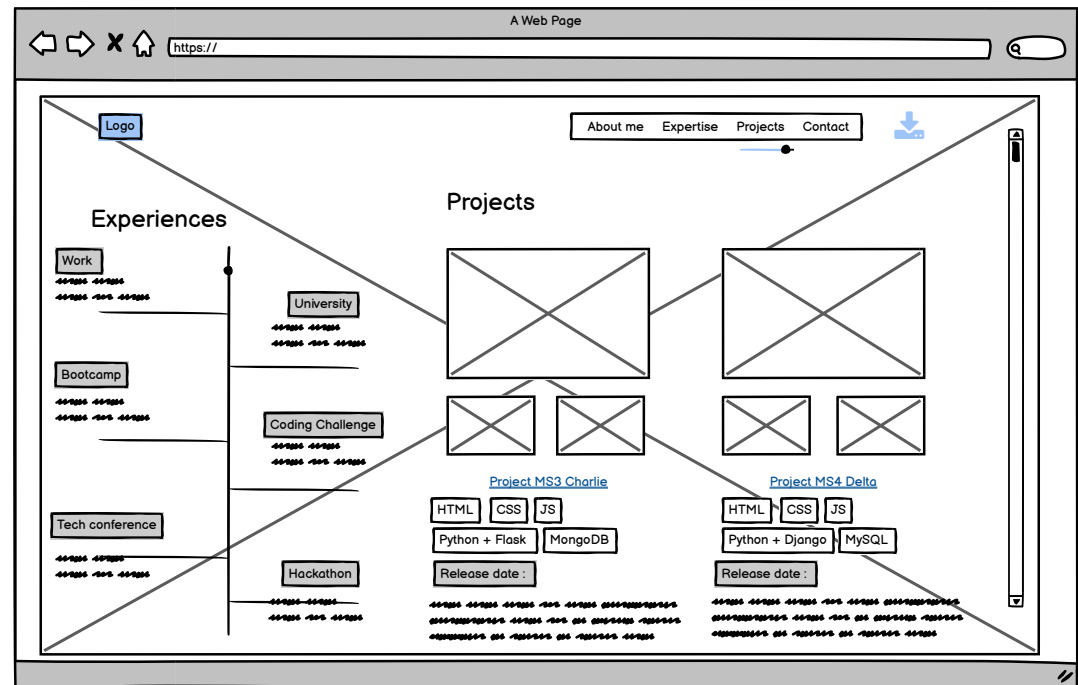 A Web Page
https://
Logo
About me Expertise Projects Contact
Experiences
Work
University
Bootcamp
Coding Challenge
Tech conference
Hackathon
Projects
Project MS3 Charlie
HTML CSS JS
Python + Flask MongoDB
Release date :
Project MS4 Delta
HTML CSS JS
Python + Django MySQL
Release date :